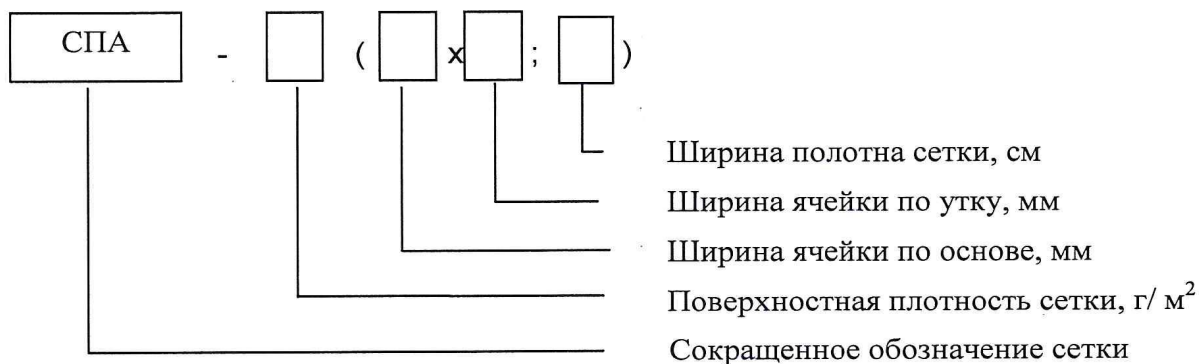 СПА - ( х ; )
Ширина полотна сетки, см
Ширина ячейки по утку, мм
Ширина ячейки по основе, мм
Поверхностная плотность сетки, г/ м²
Сокращенное обозначение сетки